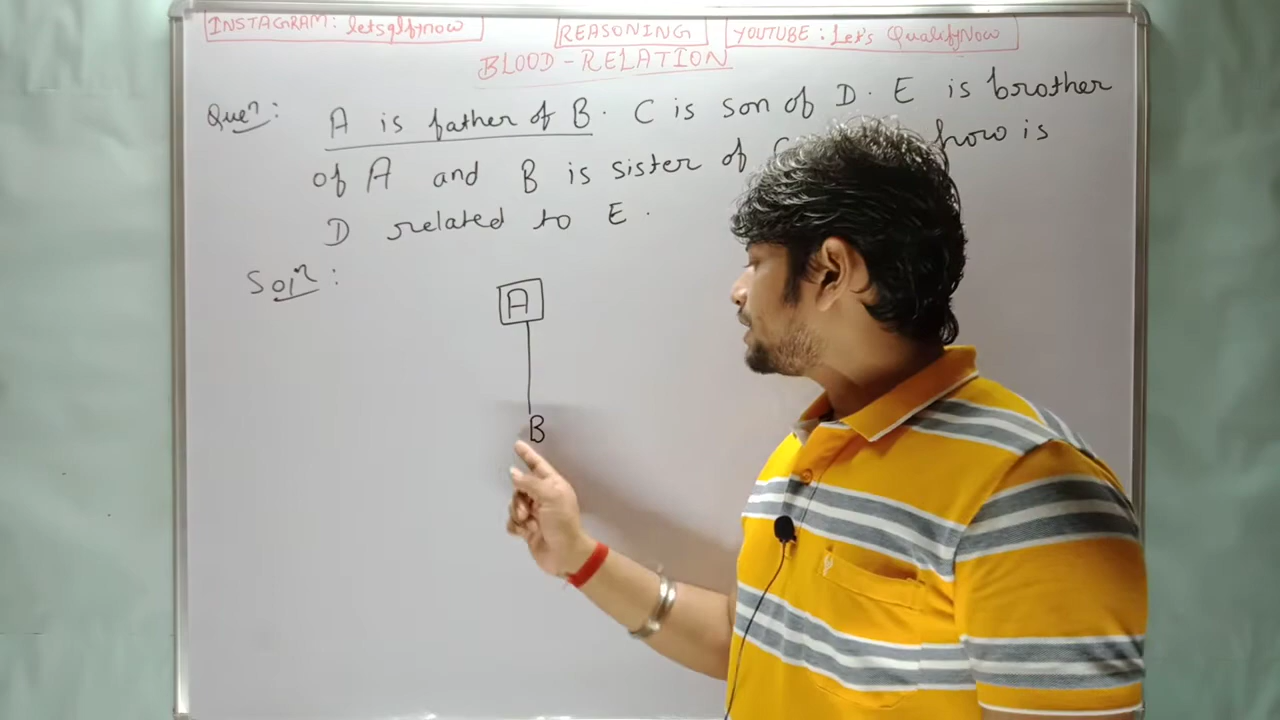 INSTAGRAM: letsqlfynow
REASONING
YOUTUBE: Let's QualifyNow
BLOOD-RELATION
Queⁿ: A is father of B. C is son of D. E is brother
of A and B is sister of how is
D related to E.
Solⁿ:
A
B